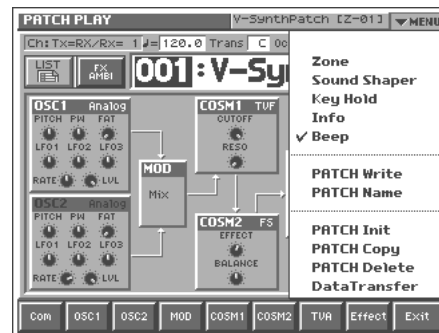 PATCH PLAY
V-SynthPatch [Z-01]
▼MENU
Ch:Tx=RX/Rx= 1 ♩=120.0 Trans C Oc
LIST
FX AMBI
001:V-Sy
OSC1 Analog
PITCH PW FAT
LFO1 LFO2 LFO3
RATE LVL
OSC2 Analog
PITCH PW FAT
LFO1 LFO2 LFO3
RATE LVL
MOD
Mix
COSM1 TVF
CUTOFF
RESO
COSM2 FS
EFFECT
BALANCE
Zone
Sound Shaper
Key Hold
Info
✓ Beep
PATCH Write
PATCH Name
PATCH Init
PATCH Copy
PATCH Delete
DataTransfer
Com OSC1 OSC2 MOD COSM1 COSM2 TVA Effect Exit